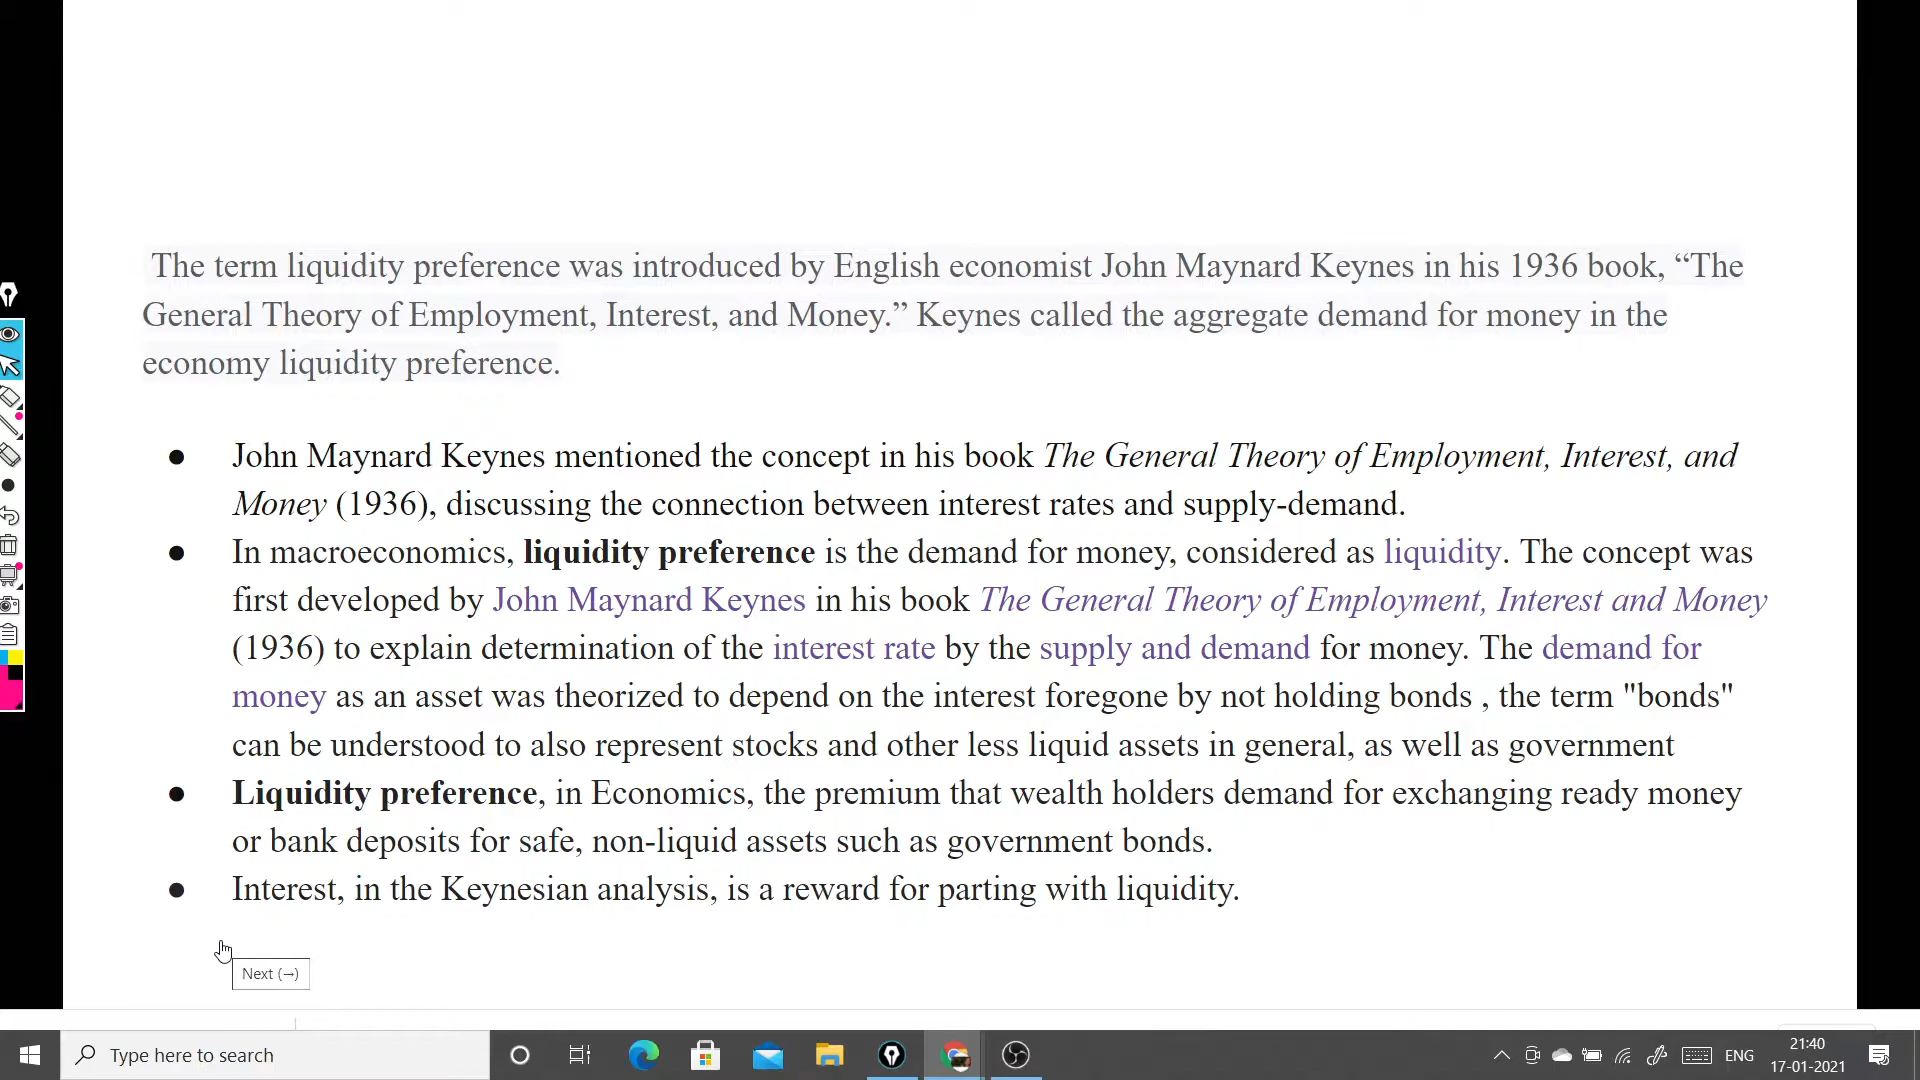 The term liquidity preference was introduced by English economist John Maynard Keynes in his 1936 book, “The
General Theory of Employment, Interest, and Money.” Keynes called the aggregate demand for money in the
economy liquidity preference.
● John Maynard Keynes mentioned the concept in his book The General Theory of Employment, Interest, and
Money (1936), discussing the connection between interest rates and supply-demand.
● In macroeconomics, liquidity preference is the demand for money, considered as liquidity. The concept was
first developed by John Maynard Keynes in his book The General Theory of Employment, Interest and Money
(1936) to explain determination of the interest rate by the supply and demand for money. The demand for
money as an asset was theorized to depend on the interest foregone by not holding bonds , the term "bonds"
can be understood to also represent stocks and other less liquid assets in general, as well as government
● Liquidity preference, in Economics, the premium that wealth holders demand for exchanging ready money
or bank deposits for safe, non-liquid assets such as government bonds.
● Interest, in the Keynesian analysis, is a reward for parting with liquidity.
Next (→)
Type here to search
ENG
21:40
17-01-2021